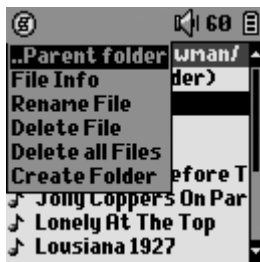 60
..Parent folder wman/
File Info der)
Rename File
Delete File
Delete all Files
Create Folder efore T
Jolly Coppers On Par
Lonely At The Top
Lousiana 1927